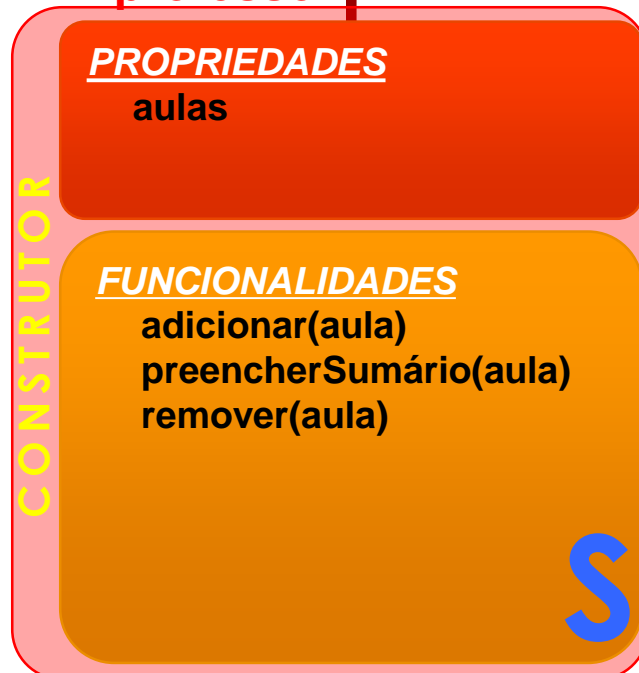 PROPRIEDADES
aulas
CONSTRUTOR
FUNCIONALIDADES
adicionar(aula)
preencherSumário(aula)
remover(aula)
S